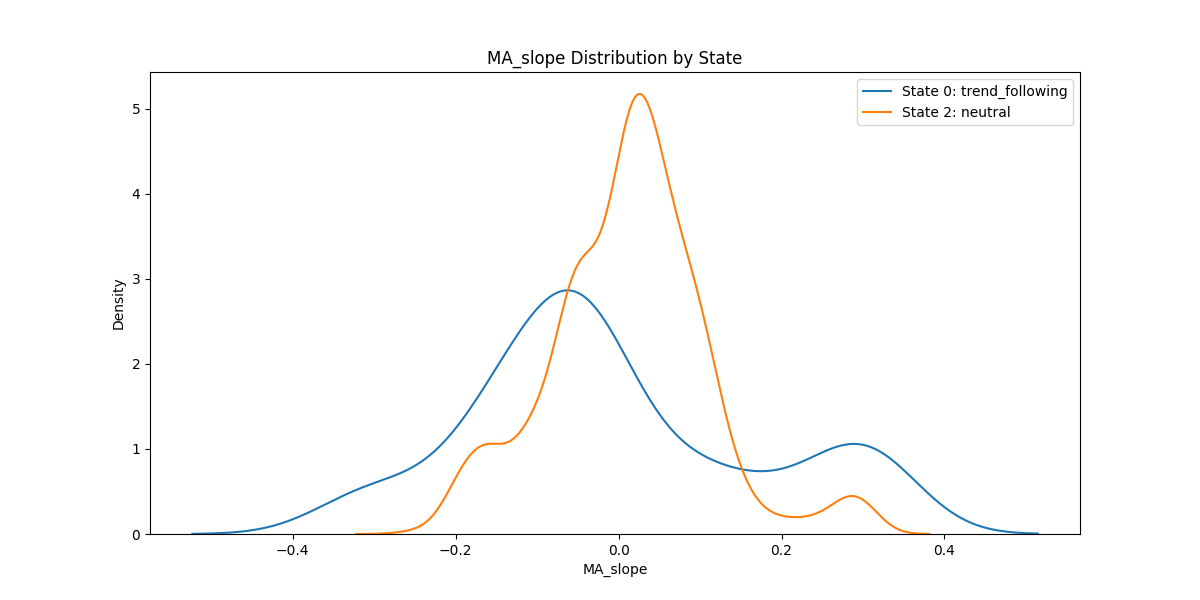 MA_slope Distribution by State
State 0: trend_following
State 2: neutral
Density
5
4
3
2
1
0
−0.4
−0.2
0.0
0.2
0.4
MA_slope